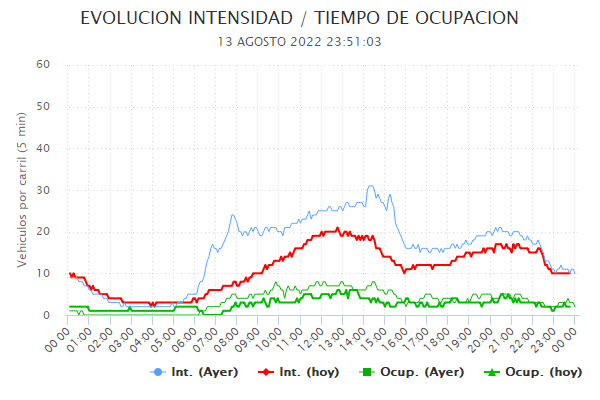 EVOLUCION INTENSIDAD / TIEMPO DE OCUPACION
13 AGOSTO 2022 23:51:03
Vehiculos por carril (5 min)
60
50
40
30
20
10
0
00:00 01:00 02:00 03:00 04:00 05:00 06:00 07:00 08:00 09:00 10:00 11:00 12:00 13:00 14:00 15:00 16:00 17:00 18:00 19:00 20:00 21:00 22:00 23:00 00:00
Int. (Ayer) Int. (hoy) Ocup. (Ayer) Ocup. (hoy)